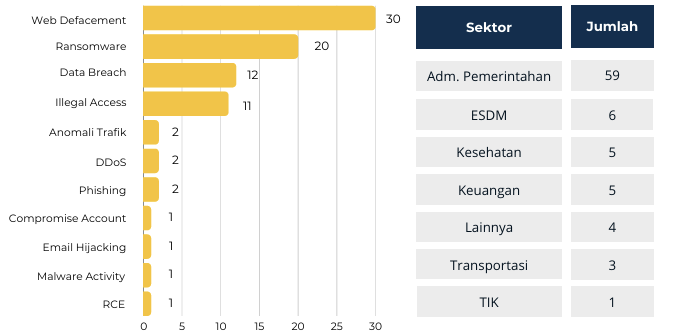 Web Defacement 30
Ransomware 20
Data Breach 12
Illegal Access 11
Anomali Trafik 2
DDoS 2
Phishing 2
Compromise Account 1
Email Hijacking 1
Malware Activity 1
RCE 1
0 5 10 15 20 25 30
Sektor Jumlah
Adm. Pemerintahan 59
ESDM 6
Kesehatan 5
Keuangan 5
Lainnya 4
Transportasi 3
TIK 1